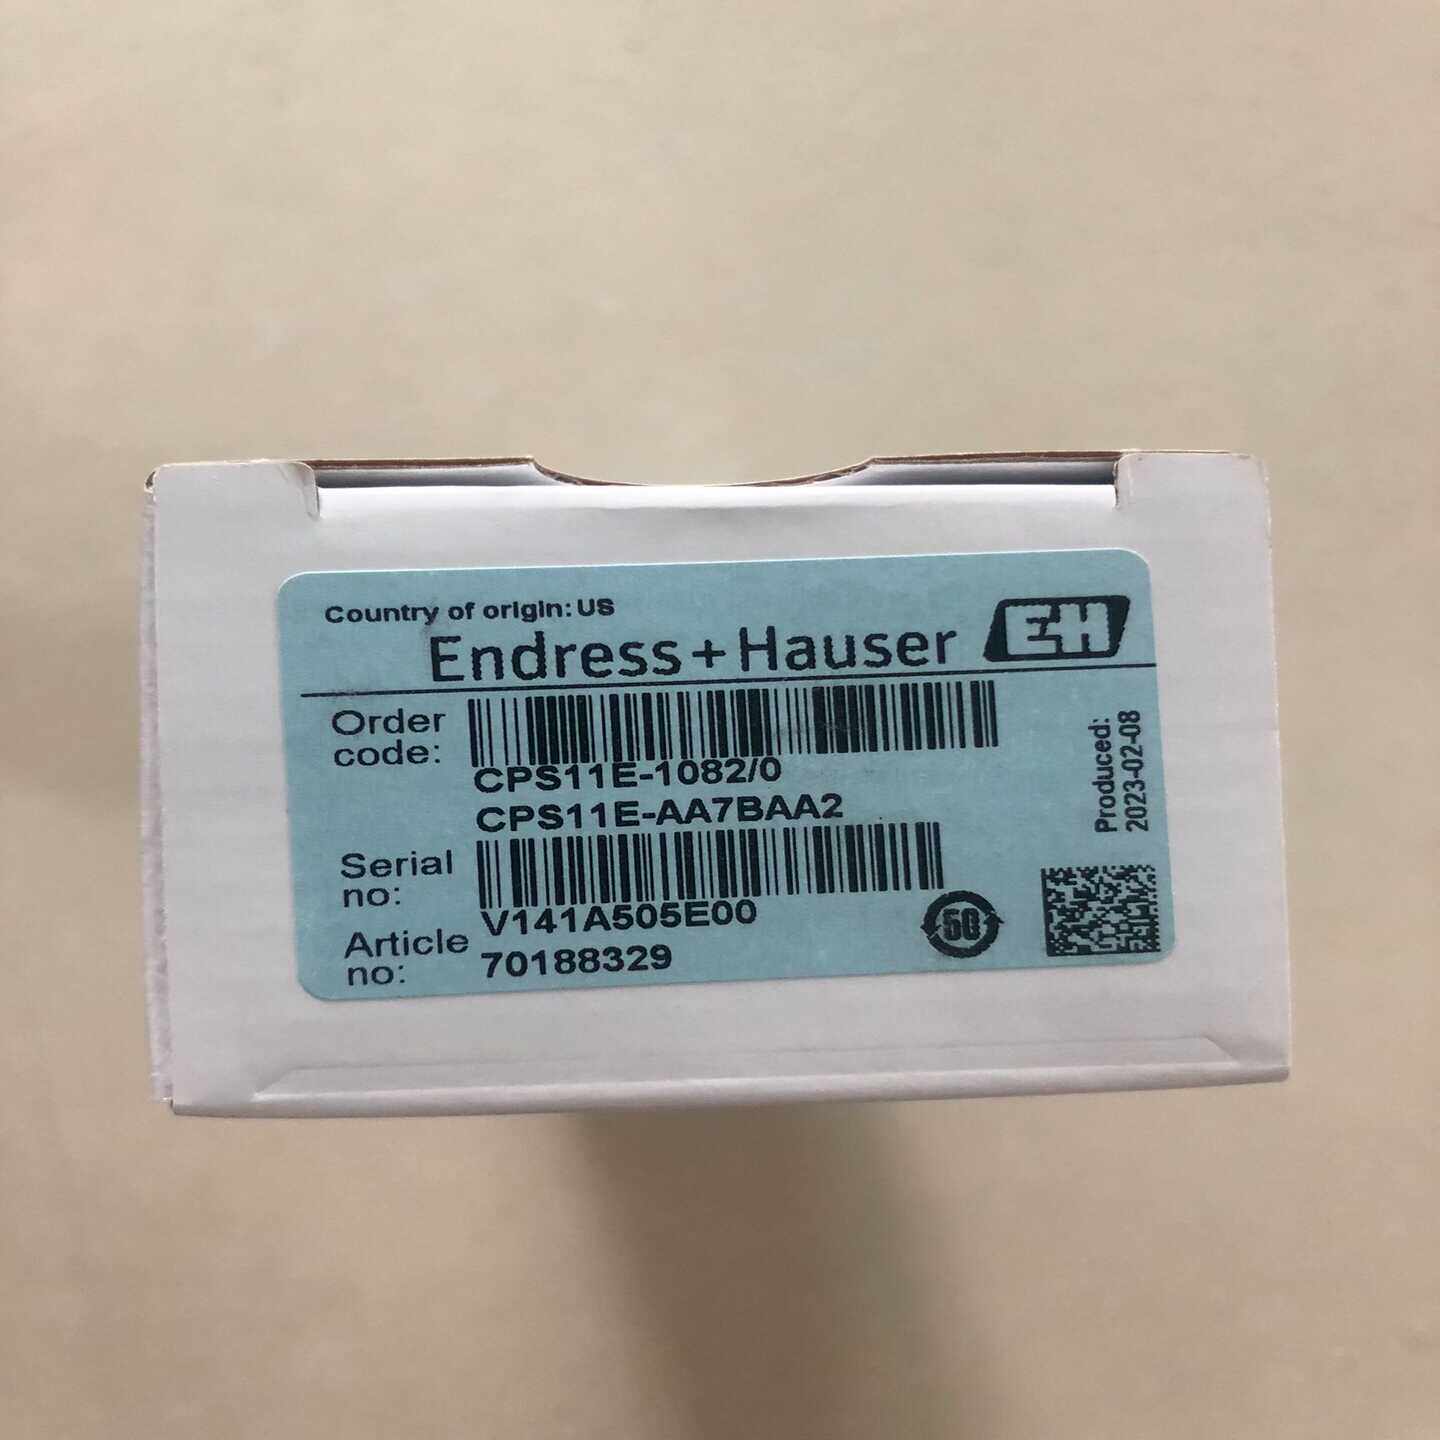 Country of origin: US
Endress+Hauser EH
Order code:
CPS11E-1082/0
CPS11E-AA7BAA2
Serial no:
V141A505E00
Article no:
70188329
50
Produced:
2023-02-08